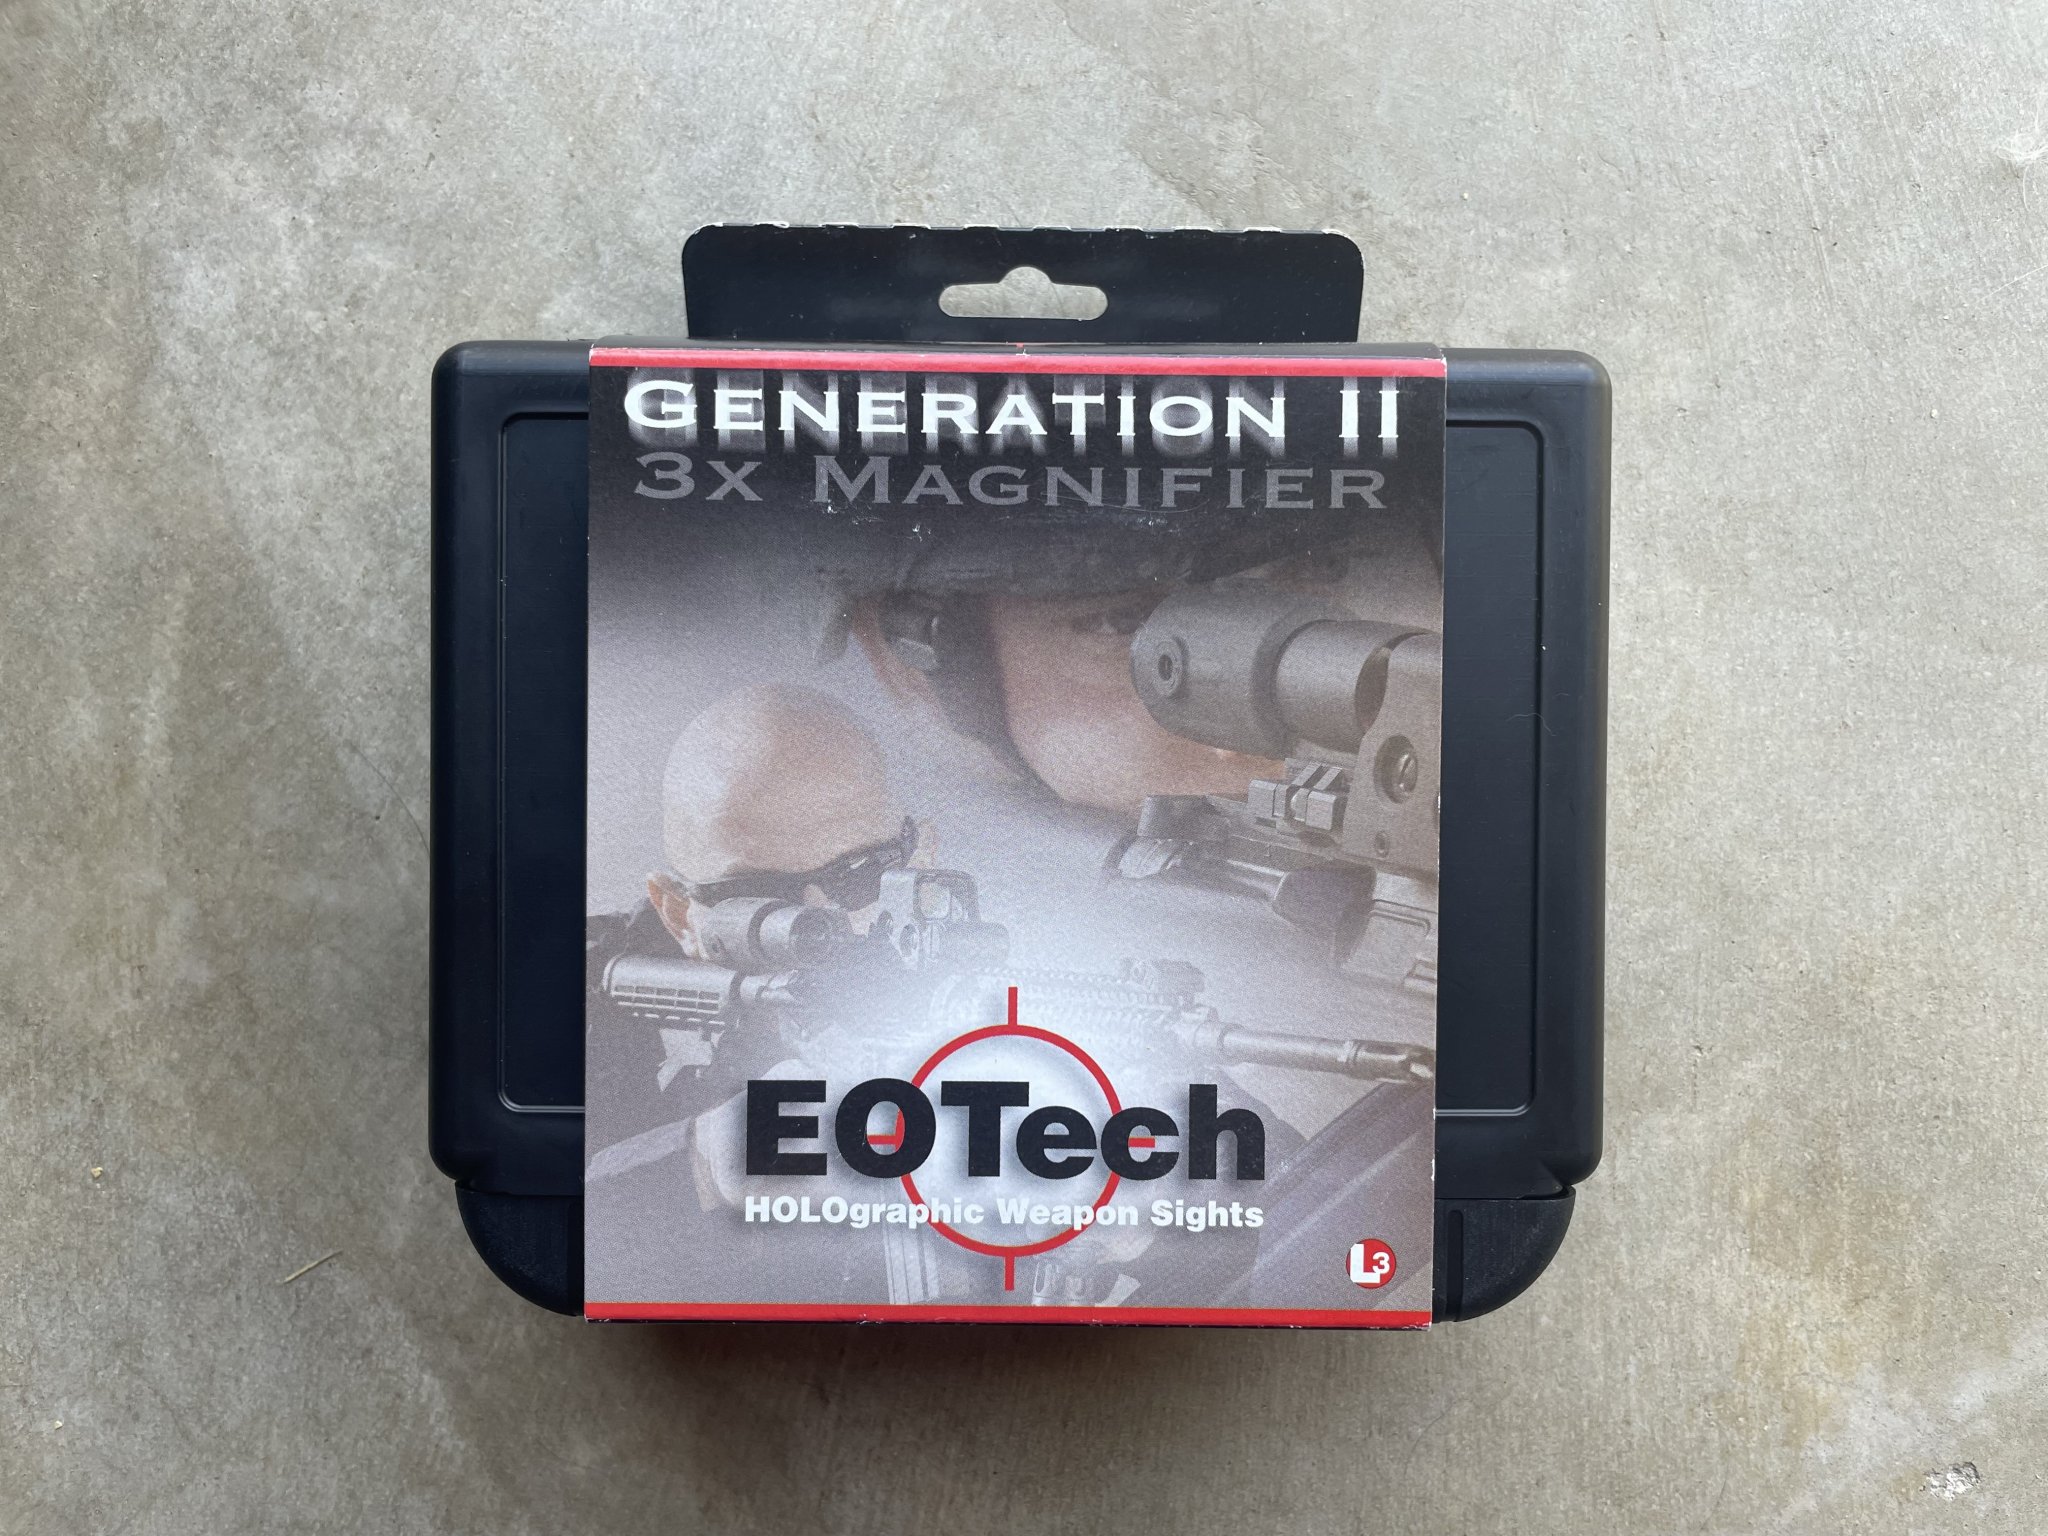 GENERATION II
3X MAGNIFIER
EOTech
HOLOgraphic Weapon Sights
L3